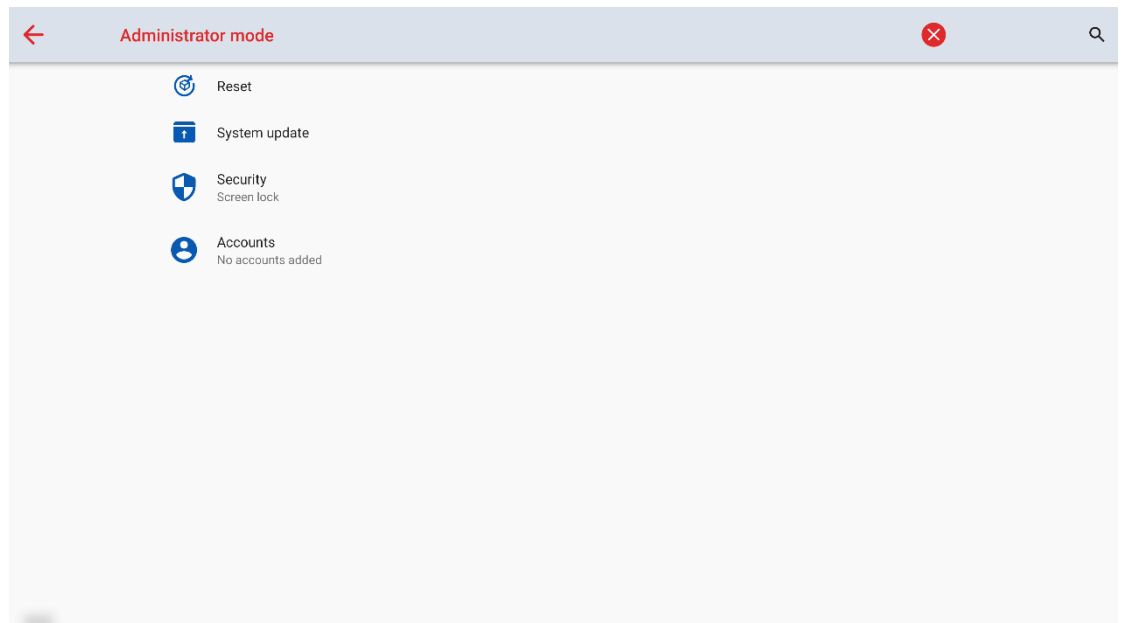 Administrator mode
Reset
System update
Security
Screen lock
Accounts
No accounts added